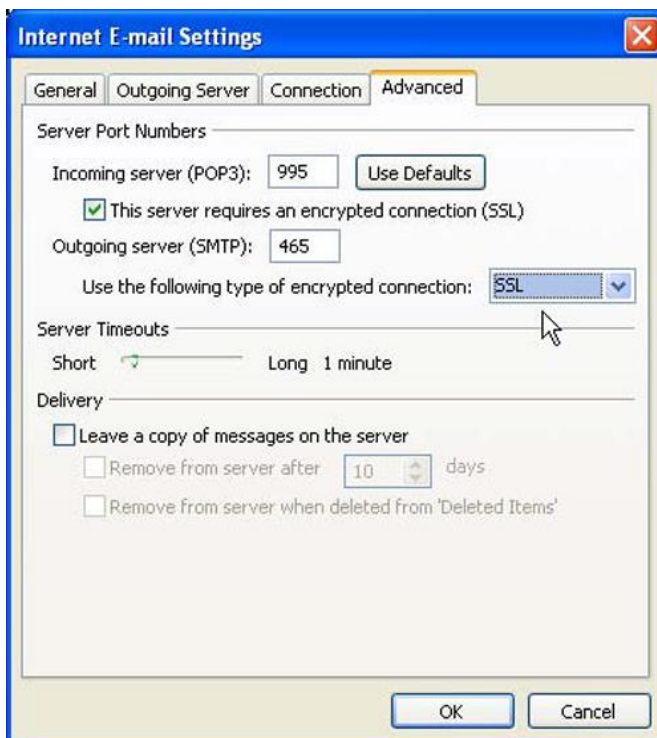 Internet E-mail Settings
General Outgoing Server Connection Advanced
Server Port Numbers
Incoming server (POP3): 995 Use Defaults
This server requires an encrypted connection (SSL)
Outgoing server (SMTP): 465
Use the following type of encrypted connection: SSL
Server Timeouts
Short Long 1 minute
Delivery
Leave a copy of messages on the server
Remove from server after 10 days
Remove from server when deleted from 'Deleted Items'
OK Cancel